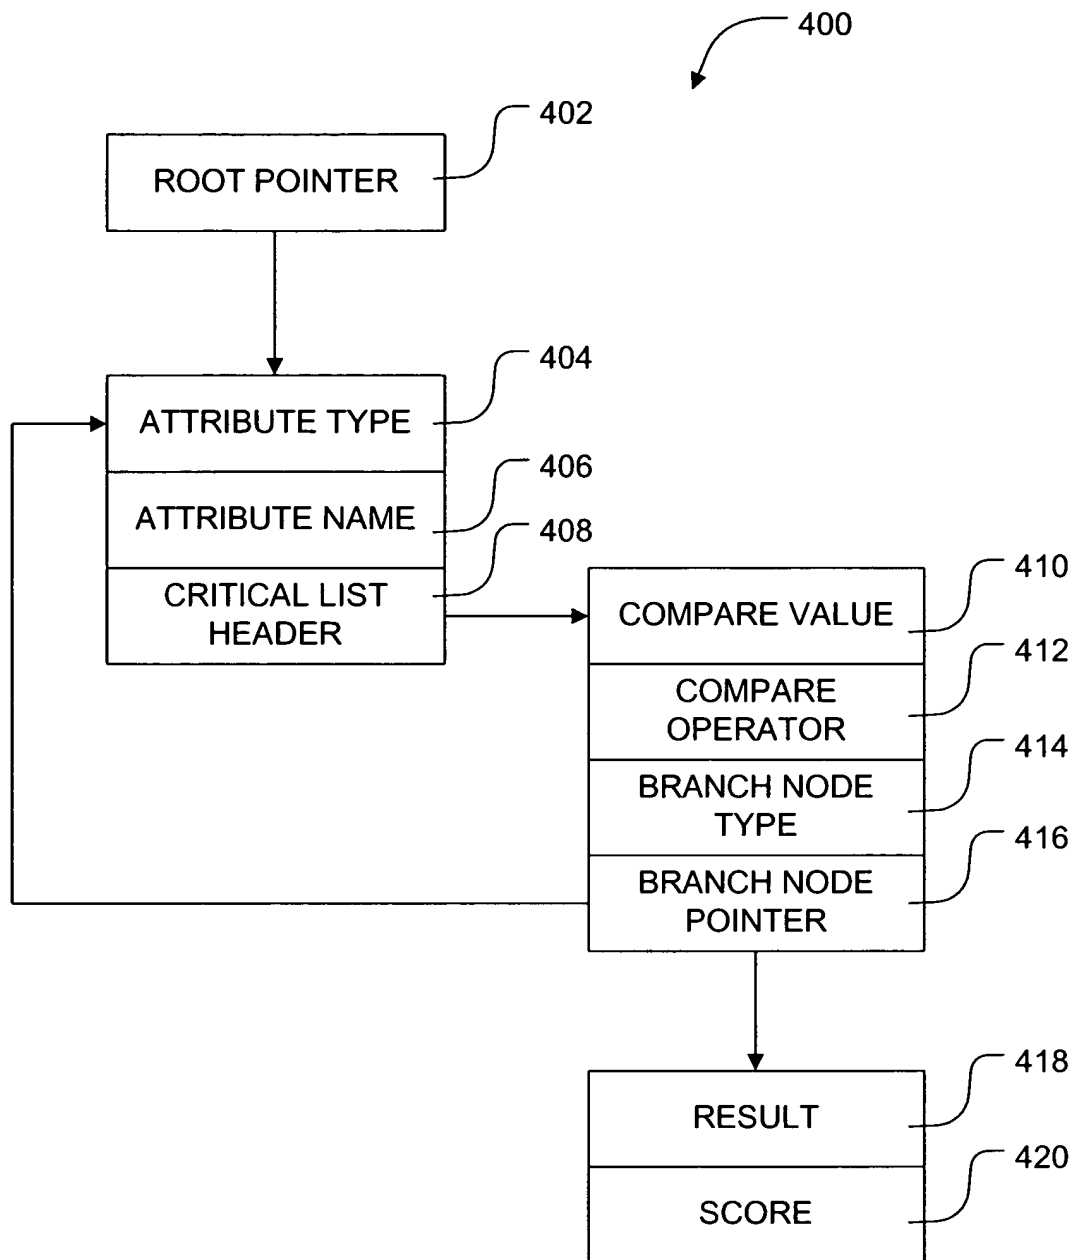 400
402
ROOT POINTER
404
ATTRIBUTE TYPE
406
ATTRIBUTE NAME
408
CRITICAL LIST
HEADER
410
COMPARE VALUE
412
COMPARE
OPERATOR
414
BRANCH NODE
TYPE
416
BRANCH NODE
POINTER
418
RESULT
420
SCORE